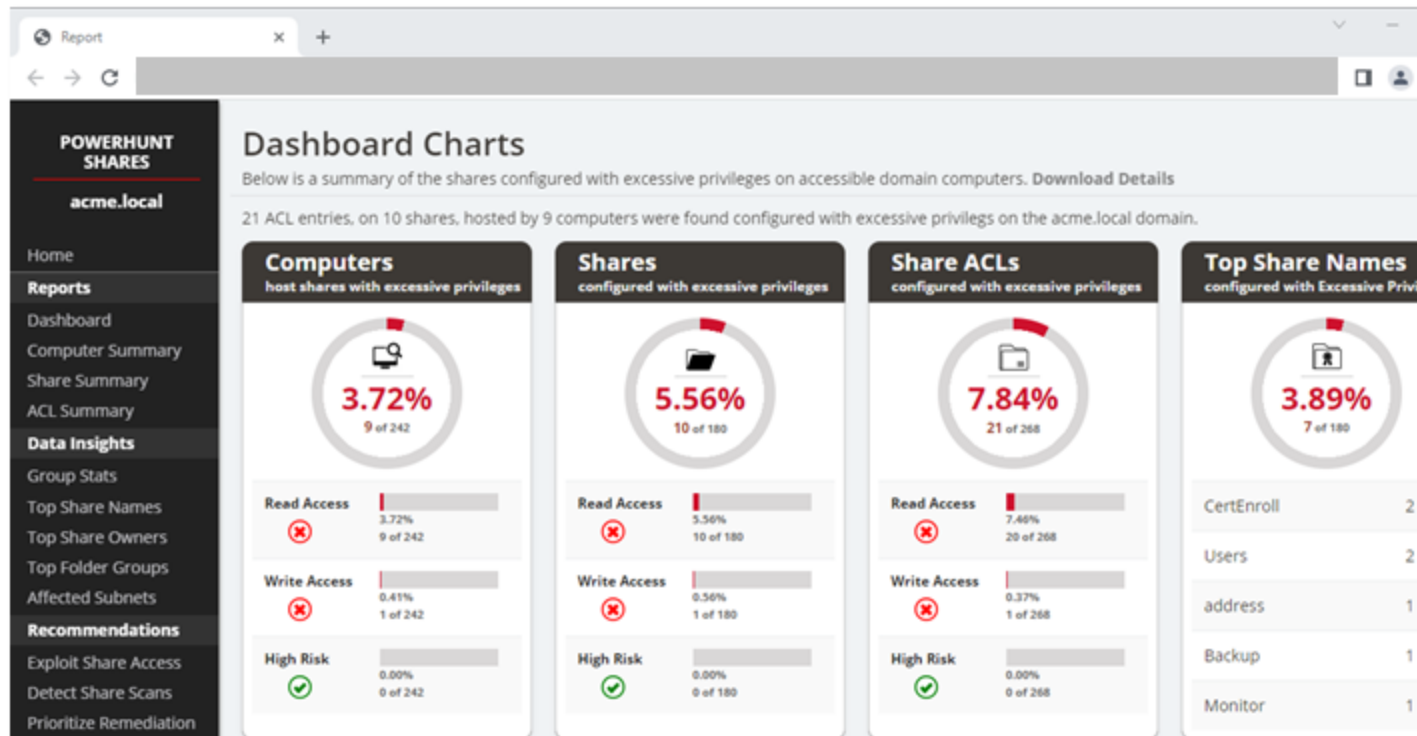 Report
POWERHUNT
SHARES
acme.local
Home
Reports
Dashboard
Computer Summary
Share Summary
ACL Summary
Data Insights
Group Stats
Top Share Names
Top Share Owners
Top Folder Groups
Affected Subnets
Recommendations
Exploit Share Access
Detect Share Scans
Prioritize Remediation
Dashboard Charts
Below is a summary of the shares configured with excessive privileges on accessible domain computers. Download Details
21 ACL entries, on 10 shares, hosted by 9 computers were found configured with excessive privilegs on the acme.local domain.
Computers
host shares with excessive privileges
3.72%
9 of 242
Read Access
3.72%
9 of 242
Write Access
0.41%
1 of 242
High Risk
0.00%
0 of 242
Shares
configured with excessive privileges
5.56%
10 of 180
Read Access
5.56%
10 of 180
Write Access
0.56%
1 of 180
High Risk
0.00%
0 of 180
Share ACLs
configured with excessive privileges
7.84%
21 of 268
Read Access
7.46%
20 of 268
Write Access
0.37%
1 of 268
High Risk
0.00%
0 of 268
Top Share Names
configured with Excessive Privi
3.89%
7 of 180
CertEnroll 2
Users 2
address 1
Backup 1
Monitor 1